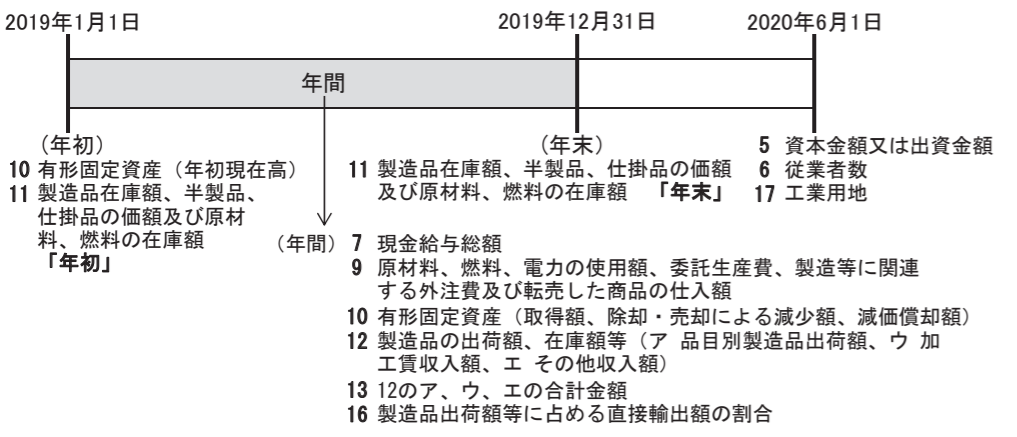 2019年1月1日
2019年12月31日
2020年6月1日
年間
(年初)
10 有形固定資産(年初現在高)
11 製造品在庫額、半製品、
仕掛品の価額及び原材
料、燃料の在庫額
「年初」
(年末)
11 製造品在庫額、半製品、仕掛品の価額
及び原材料、燃料の在庫額 「年末」
5 資本金額又は出資金額
6 従業者数
17 工業用地
(年間) 7 現金給与総額
9 原材料、燃料、電力の使用額、委託生産費、製造等に関連
する外注費及び転売した商品の仕入額
10 有形固定資産(取得額、除却・売却による減少額、減価償却額)
12 製造品の出荷額、在庫額等(ア 品目別製造品出荷額、ウ 加
工賃収入額、エ その他収入額)
13 12のア、ウ、エの合計金額
16 製造品出荷額等に占める直接輸出額の割合